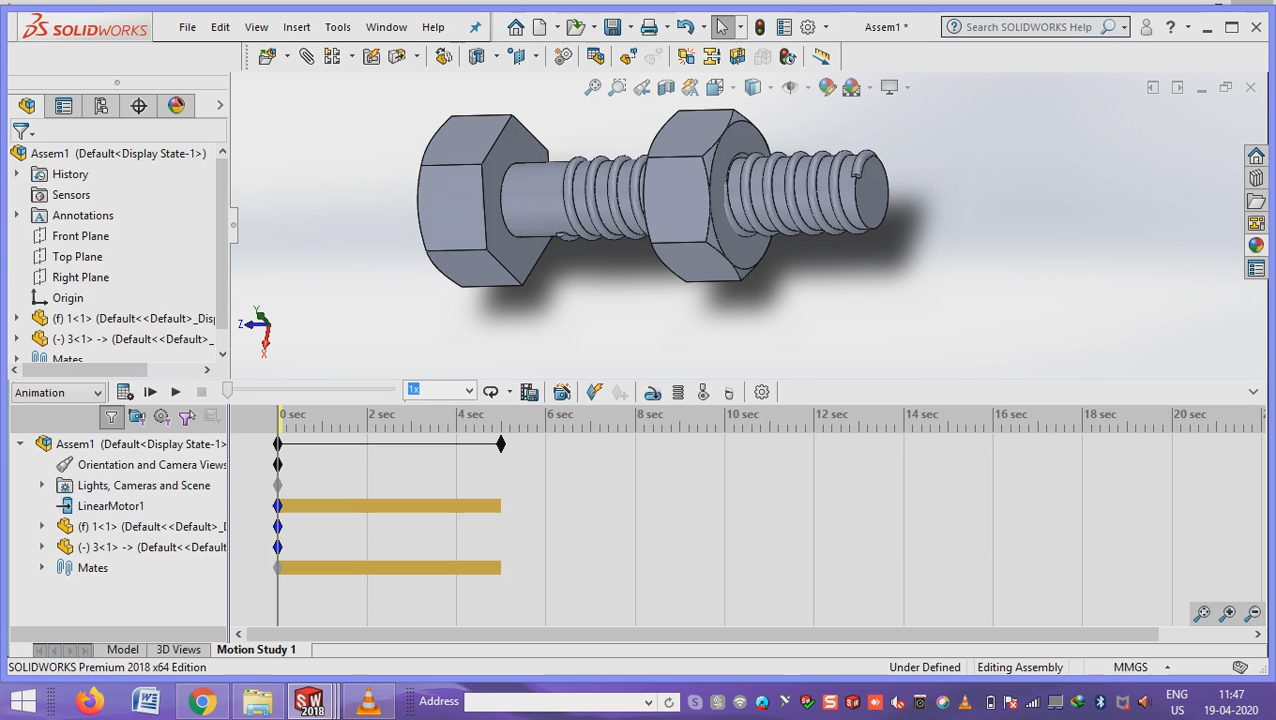 SOLIDWORKS File Edit View Insert Tools Window Help Assem1 * Search SOLIDWORKS Help ?
Assem1 (Default<Display State-1>)
History
Sensors
Annotations
Front Plane
Top Plane
Right Plane
Origin
(f) 1<1> (Default<<Default>_Disp
(-) 3<1> -> (Default<<Default>_
Mates
Y
Z
X
Animation 1x
0 sec 2 sec 4 sec 6 sec 8 sec 10 sec 12 sec 14 sec 16 sec 18 sec 20 sec
Assem1 (Default<Display State-1>)
Orientation and Camera Views
Lights, Cameras and Scene
LinearMotor1
(f) 1<1> (Default<<Default>_D
(-) 3<1> -> (Default<<Default
Mates
Model 3D Views Motion Study 1
SOLIDWORKS Premium 2018 x64 Edition Under Defined Editing Assembly MMGS
SW 2018 Address ENG US 11:47 19-04-2020